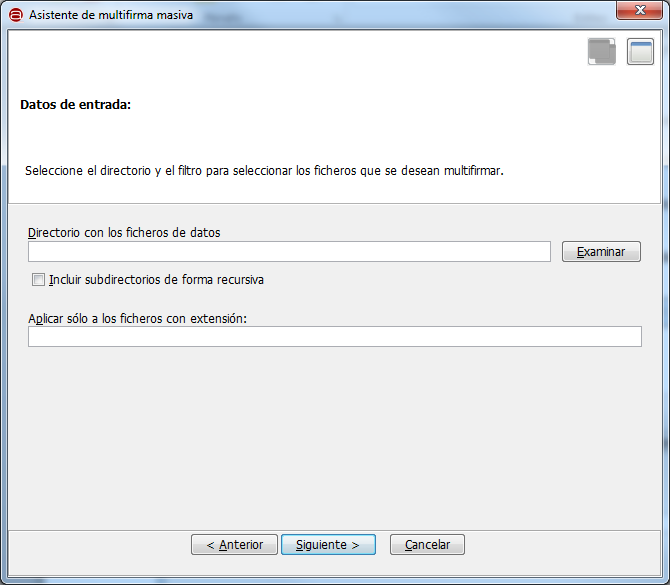 Asistente de multifirma masiva
Datos de entrada:
Seleccione el directorio y el filtro para seleccionar los ficheros que se desean multifirmar.
Directorio con los ficheros de datos
Examinar
Incluir subdirectorios de forma recursiva
Aplicar sólo a los ficheros con extensión:
< Anterior Siguiente > Cancelar